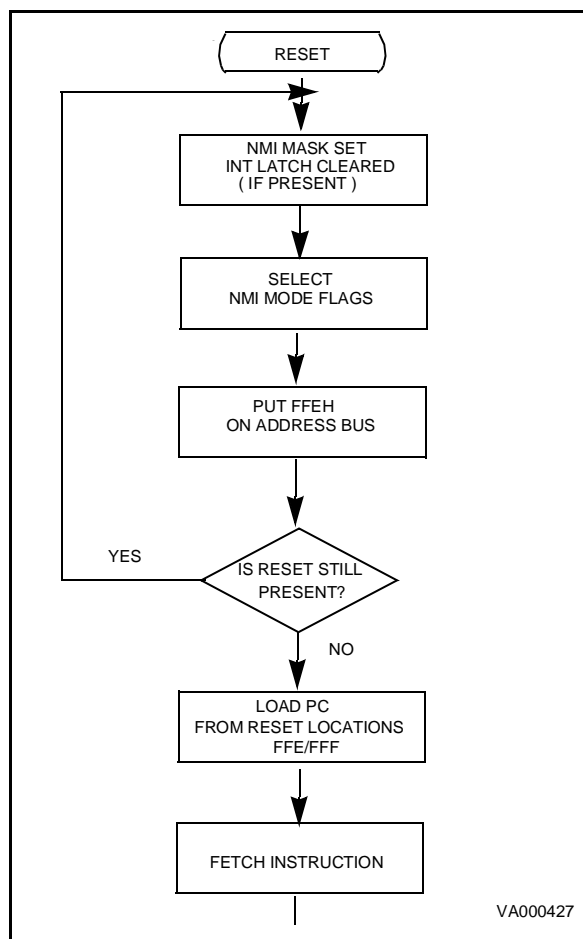 RESET
NMI MASK SET
INT LATCH CLEARED
( IF PRESENT )
SELECT
NMI MODE FLAGS
PUT FFEH
ON ADDRESS BUS
YES
IS RESET STILL
PRESENT?
NO
LOAD PC
FROM RESET LOCATIONS
FFE/FFF
FETCH INSTRUCTION
VA000427